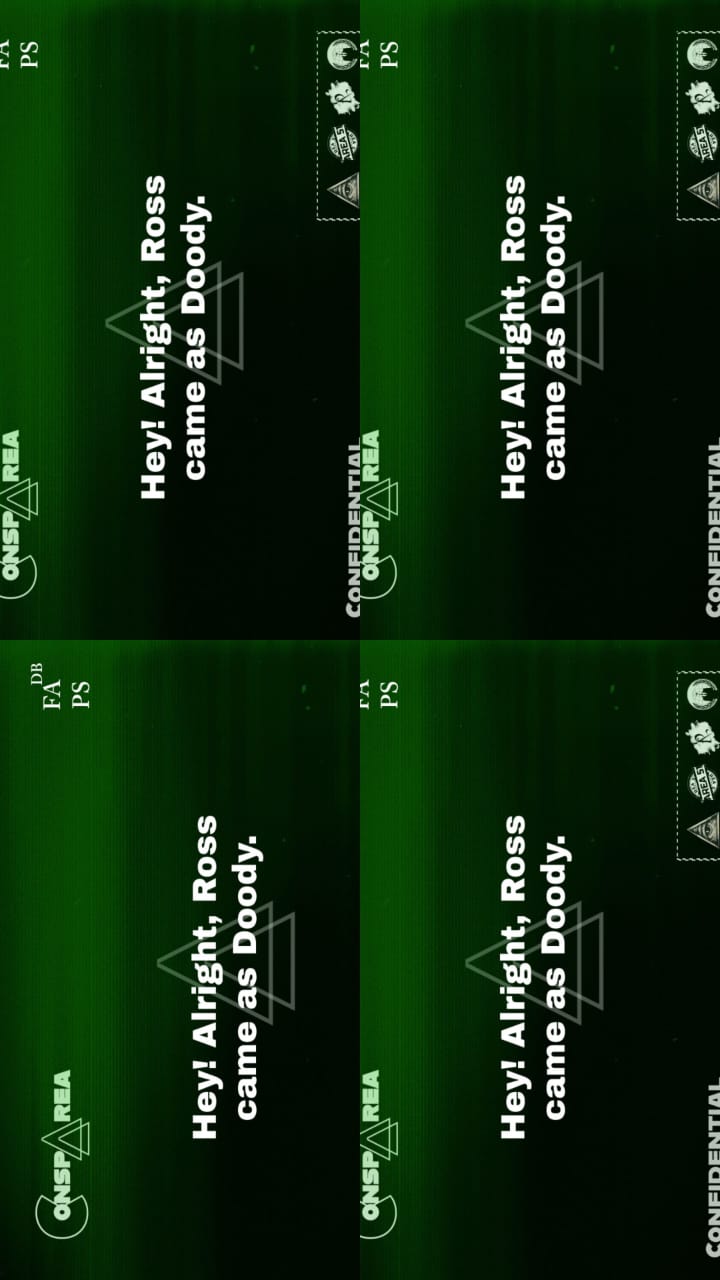 FA
PS
Hey! Alright, Ross
came as Doody.
CONSPAREA
AREA 51
CONFIDENTIAL
FA
PS
Hey! Alright, Ross
came as Doody.
CONSPAREA
AREA 51
CONFIDENTIAL
DB
FA
PS
Hey! Alright, Ross
came as Doody.
CONSPAREA
FA
PS
Hey! Alright, Ross
came as Doody.
CONSPAREA
AREA 51
CONFIDENTIAL